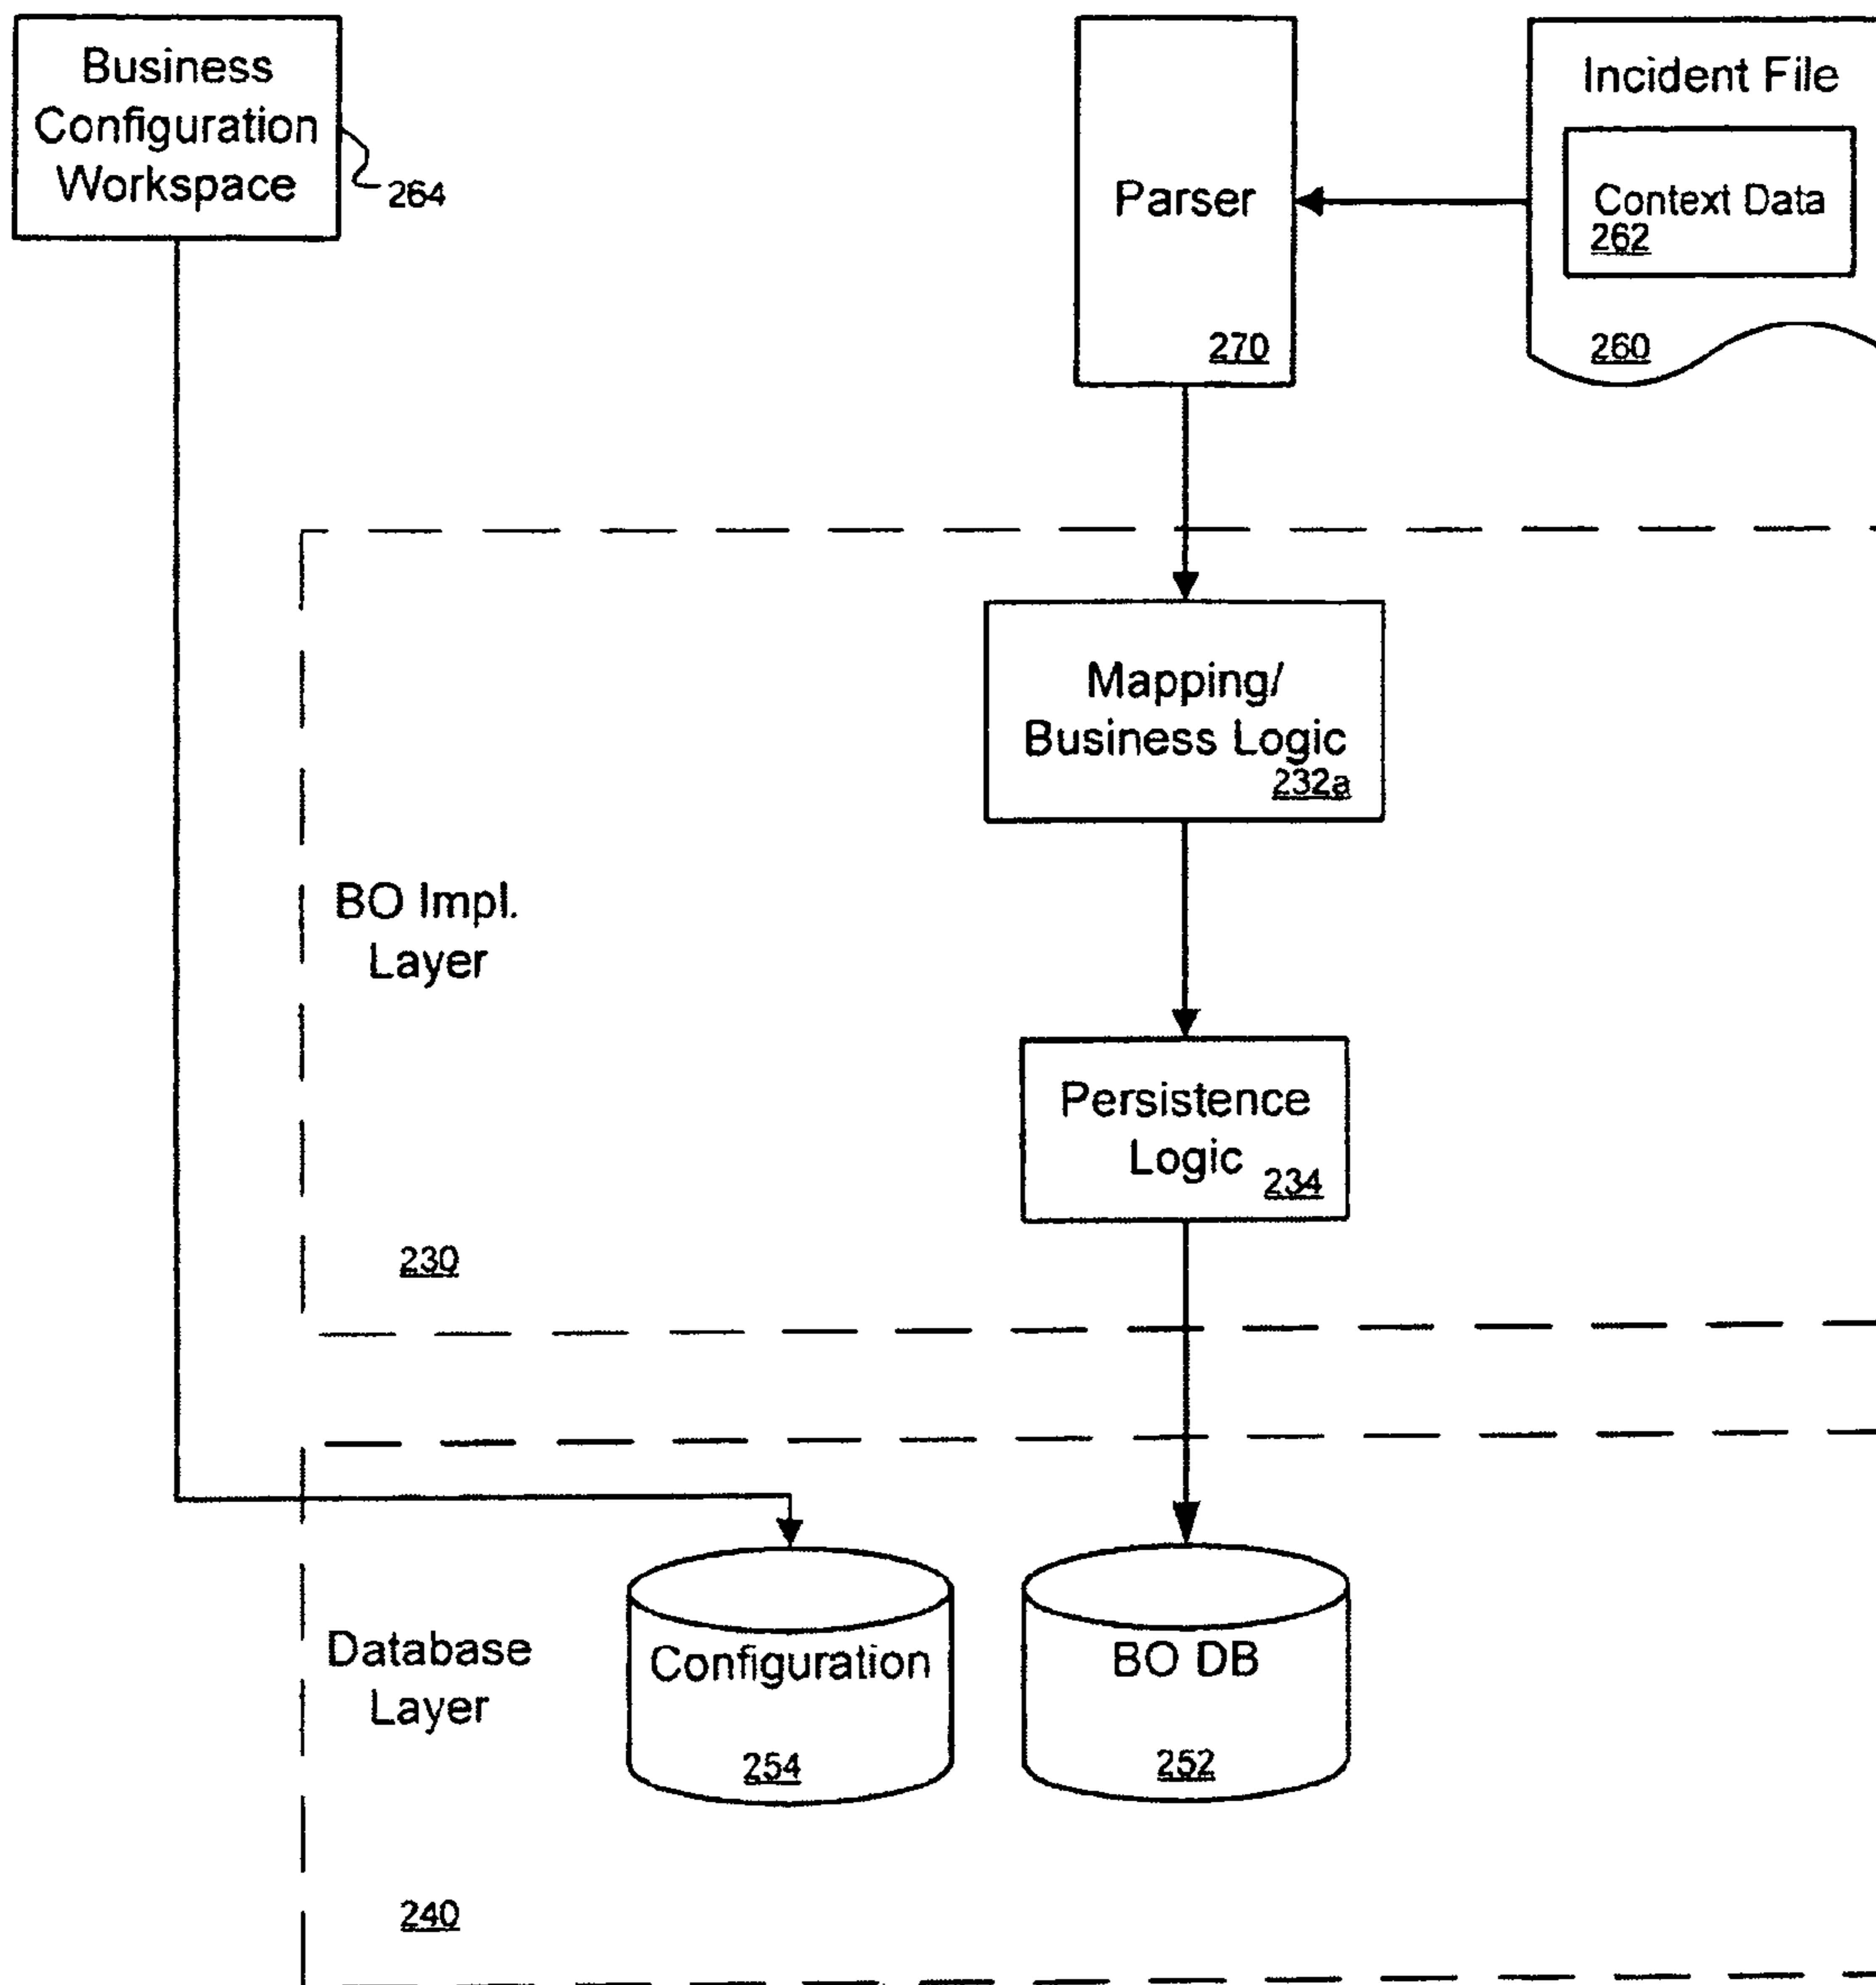 Business
Configuration
Workspace
264
Parser
270
Incident File
Context Data
262
260
Mapping/
Business Logic
232a
BO Impl.
Layer
Persistence
Logic
234
230
Database
Layer
Configuration
254
BO DB
252
240